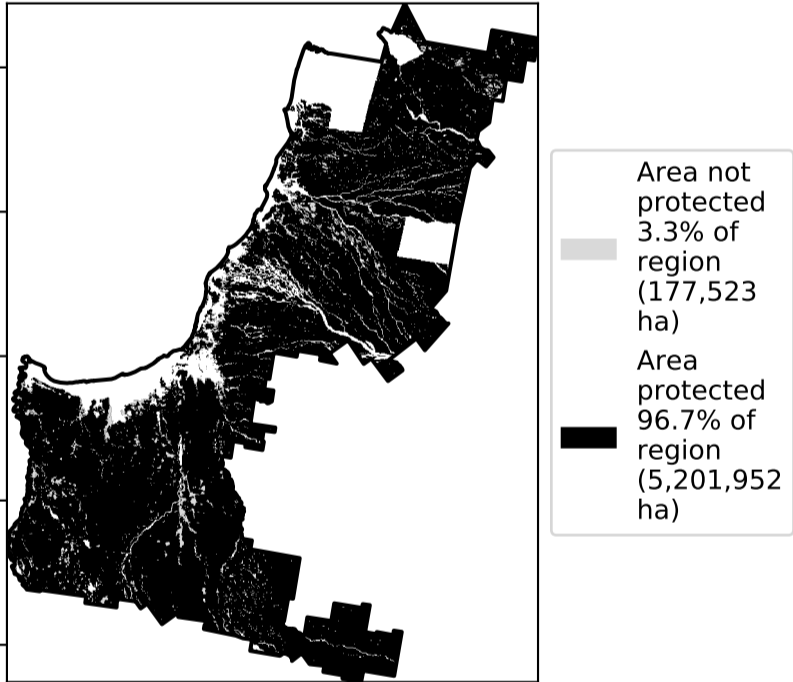 Area not
protected
3.3% of
region
(177,523
ha)
Area
protected
96.7% of
region
(5,201,952
ha)